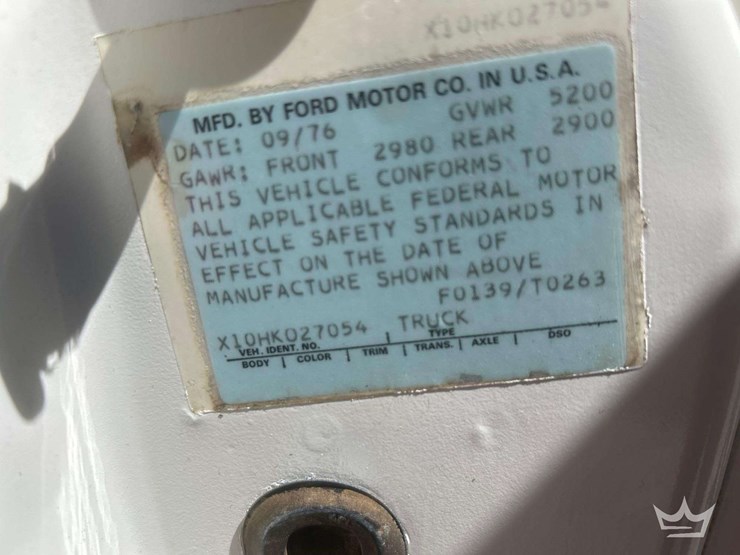 X10HK027054
MFD. BY FORD MOTOR CO. IN U.S.A.
DATE: 09/76 GVWR 5200
GAWR: FRONT 2980 REAR 2900
THIS VEHICLE CONFORMS TO
ALL APPLICABLE FEDERAL MOTOR
VEHICLE SAFETY STANDARDS IN
EFFECT ON THE DATE OF
MANUFACTURE SHOWN ABOVE
F0139/T0263
X10HK027054 TRUCK
VEH. IDENT. NO. TYPE
BODY COLOR TRIM TRANS. AXLE DSO